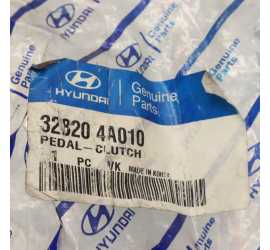 HYUNDAI
Genuine
Parts
32820 4A010
PEDAL-CLUTCH
1 PC
MADE IN KOREA